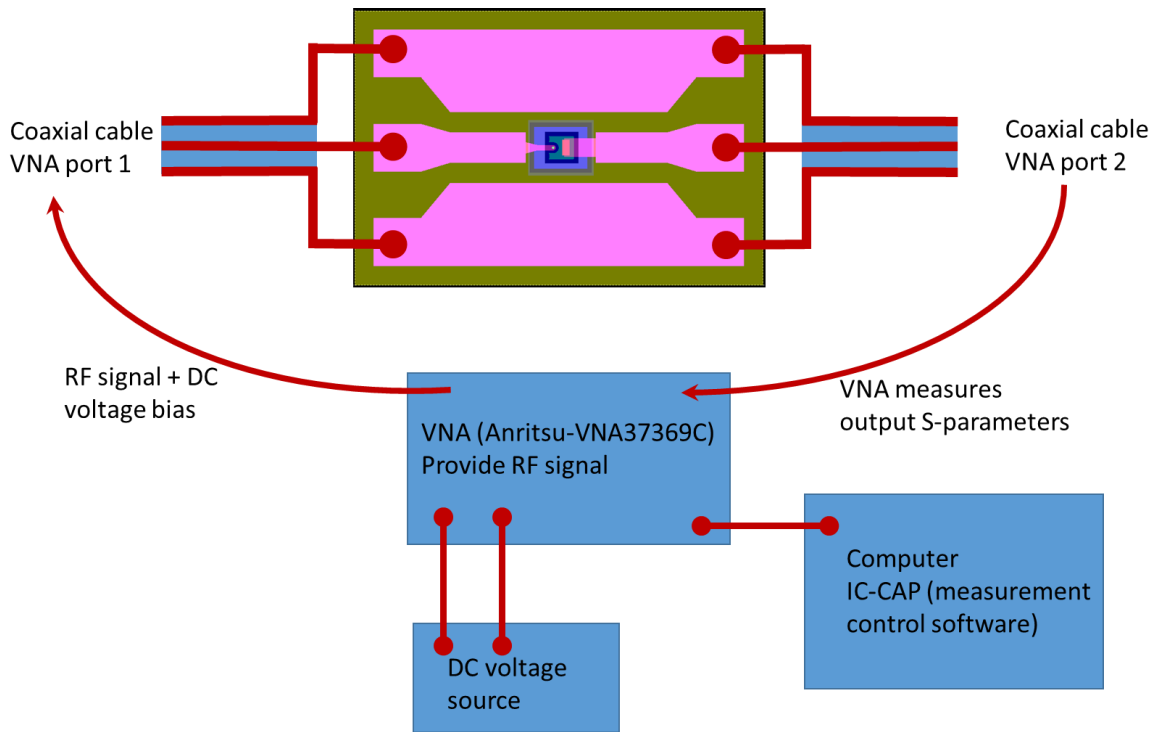 Coaxial cable
VNA port 1
Coaxial cable
VNA port 2
RF signal + DC
voltage bias
VNA measures
output S-parameters
VNA (Anritsu-VNA37369C)
Provide RF signal
Computer
IC-CAP (measurement
control software)
DC voltage
source